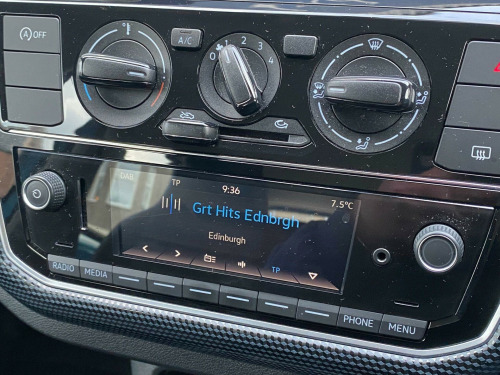 OFF
A/C
0 1 2 3 4
DAB TP 9:36 7.5°C
Grt Hits Ednbrgh
Edinburgh
TP
RADIO MEDIA PHONE MENU